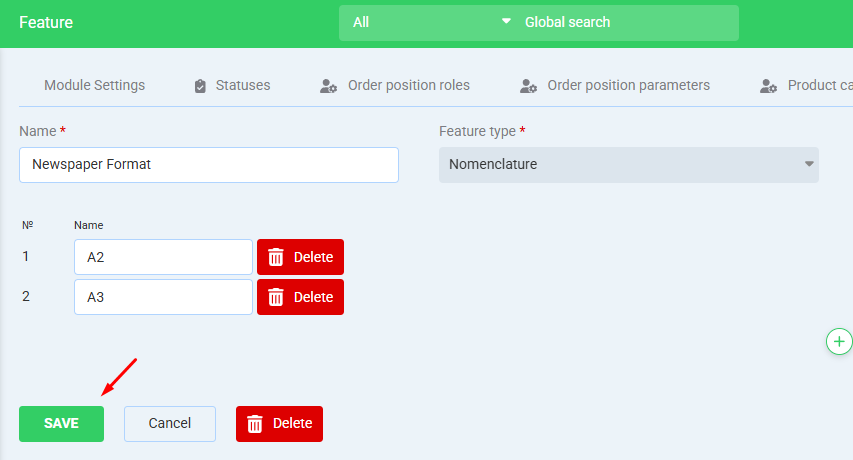 Feature All Global search
Module Settings Statuses Order position roles Order position parameters Product ca
Name * Feature type *
Newspaper Format Nomenclature
№ Name
1 A2 Delete
2 A3 Delete
SAVE Cancel Delete